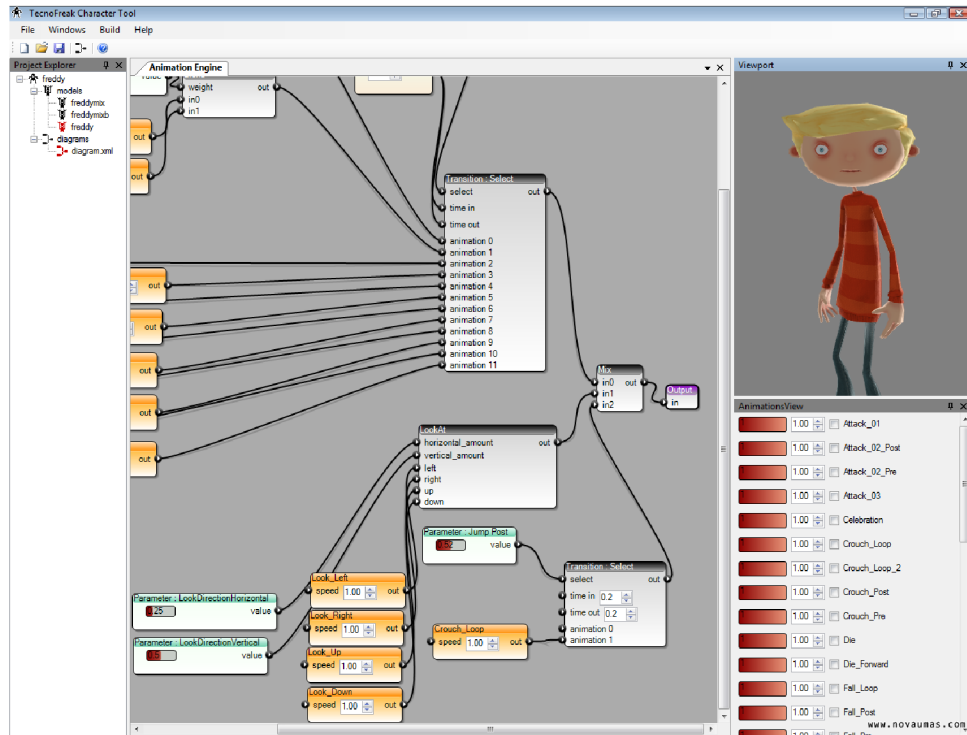 TecnoFreak Character Tool
File Windows Build Help
Project Explorer
freddy
models
freddymix
freddymixb
freddy
diagrams
diagram.xml
Animation Engine
weight out
in0
in1
out
out
out
out
out
out
out
Transition : Select
select out
time in
time out
animation 0
animation 1
animation 2
animation 3
animation 4
animation 5
animation 6
animation 7
animation 8
animation 9
animation 10
animation 11
Mix
in0 out
in1
in2
Output
in
LookAt
horizontal_amount out
vertical_amount
left
right
up
down
Parameter : Jump Post
0.52 value
Transition : Select
select out
time in 0.2
time out 0.2
animation 0
animation 1
Parameter : LookDirectionHorizontal
value
Parameter : LookDirectionVertical
value
Look_Left
speed 1.00 out
Look_Right
speed 1.00 out
Look_Up
speed 1.00 out
Look_Down
speed 1.00 out
Crouch_Loop
speed 1.00 out
Viewport
AnimationsView
1.00 Attack_01
1.00 Attack_02_Post
1.00 Attack_02_Pre
1.00 Attack_03
1.00 Celebration
1.00 Crouch_Loop
1.00 Crouch_Loop_2
1.00 Crouch_Post
1.00 Crouch_Pre
1.00 Die
1.00 Die_Forward
1.00 Fall_Loop
1.00 Fall_Post
www.novaumas.com